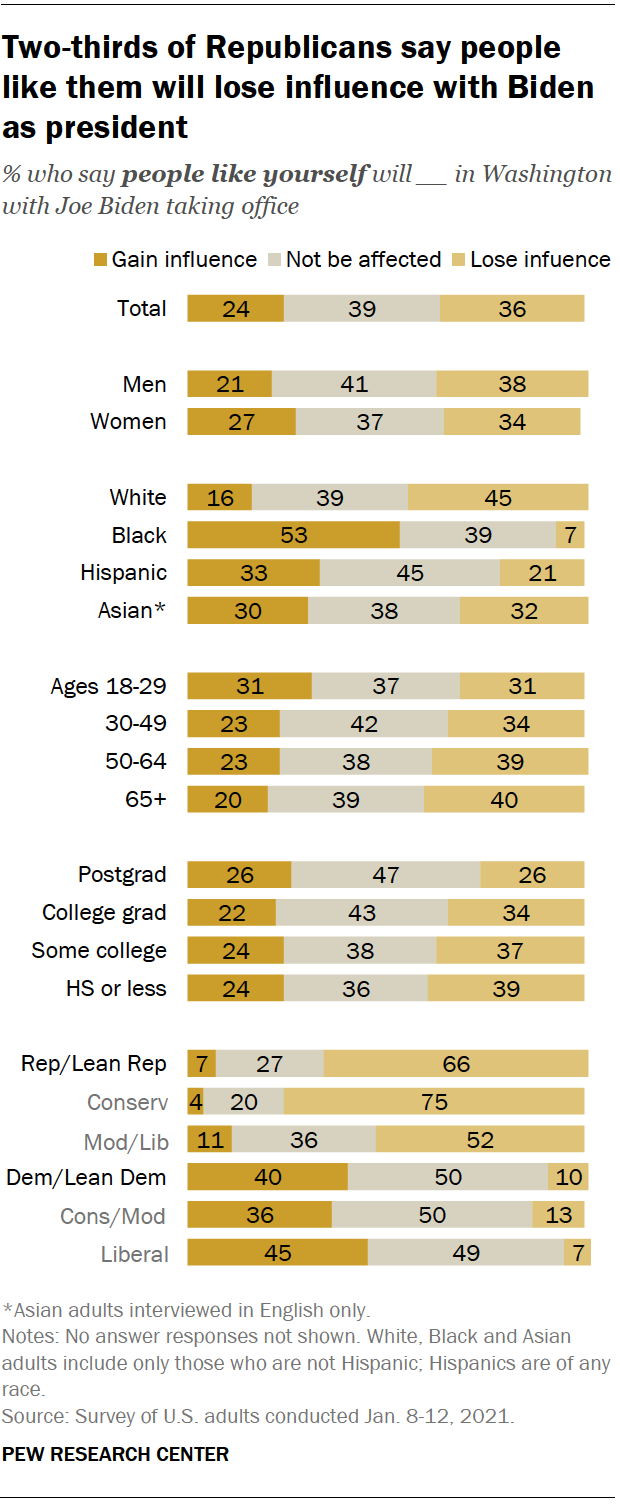 Two-thirds of Republicans say people
like them will lose influence with Biden
as president
% who say people like yourself will __ in Washington
with Joe Biden taking office
Gain influence Not be affected Lose infuence
Total 24 39 36
Men 21 41 38
Women 27 37 34
White 16 39 45
Black 53 39 7
Hispanic 33 45 21
Asian* 30 38 32
Ages 18-29 31 37 31
30-49 23 42 34
50-64 23 38 39
65+ 20 39 40
Postgrad 26 47 26
College grad 22 43 34
Some college 24 38 37
HS or less 24 36 39
Rep/Lean Rep 7 27 66
Conserv 4 20 75
Mod/Lib 11 36 52
Dem/Lean Dem 40 50 10
Cons/Mod 36 50 13
Liberal 45 49 7
*Asian adults interviewed in English only.
Notes: No answer responses not shown. White, Black and Asian
adults include only those who are not Hispanic; Hispanics are of any
race.
Source: Survey of U.S. adults conducted Jan. 8-12, 2021.
PEW RESEARCH CENTER